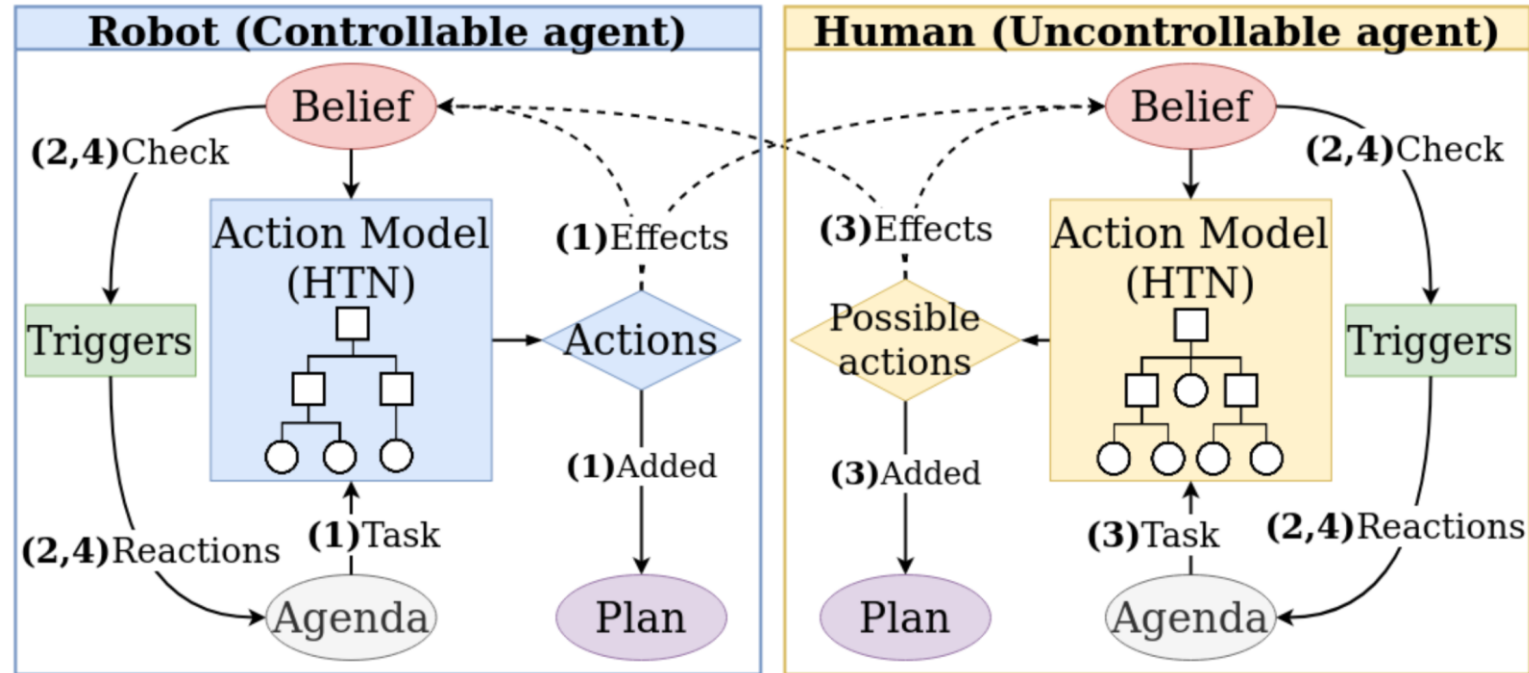 Robot (Controllable agent)
Belief
(2,4)Check
Action Model
(HTN)
(1)Effects
Triggers
Actions
(1)Added
(2,4)Reactions
(1)Task
Agenda
Plan
Human (Uncontrollable agent)
Belief
(2,4)Check
(3)Effects
Action Model
(HTN)
Possible
actions
Triggers
(3)Added
(3)Task
(2,4)Reactions
Plan
Agenda